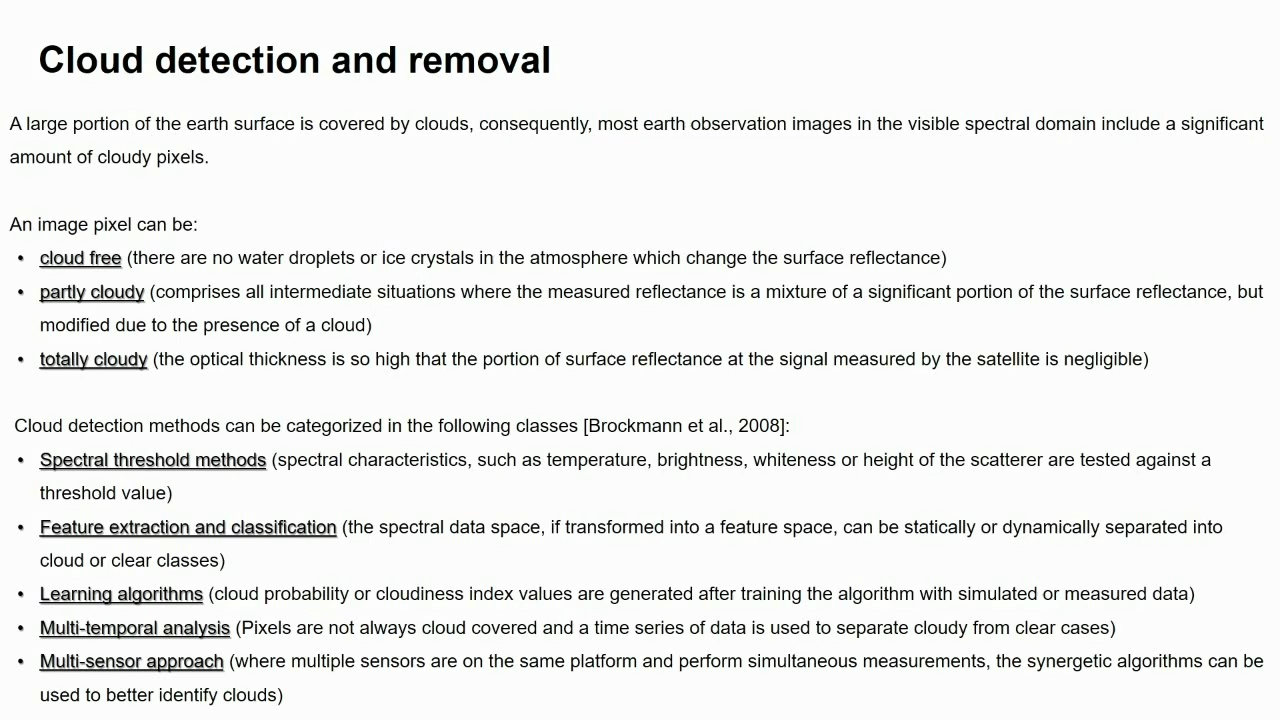 Cloud detection and removal
A large portion of the earth surface is covered by clouds, consequently, most earth observation images in the visible spectral domain include a significant
amount of cloudy pixels.
An image pixel can be:
• cloud free (there are no water droplets or ice crystals in the atmosphere which change the surface reflectance)
• partly cloudy (comprises all intermediate situations where the measured reflectance is a mixture of a significant portion of the surface reflectance, but
modified due to the presence of a cloud)
• totally cloudy (the optical thickness is so high that the portion of surface reflectance at the signal measured by the satellite is negligible)
Cloud detection methods can be categorized in the following classes [Brockmann et al., 2008]:
• Spectral threshold methods (spectral characteristics, such as temperature, brightness, whiteness or height of the scatterer are tested against a
threshold value)
• Feature extraction and classification (the spectral data space, if transformed into a feature space, can be statically or dynamically separated into
cloud or clear classes)
• Learning algorithms (cloud probability or cloudiness index values are generated after training the algorithm with simulated or measured data)
• Multi-temporal analysis (Pixels are not always cloud covered and a time series of data is used to separate cloudy from clear cases)
• Multi-sensor approach (where multiple sensors are on the same platform and perform simultaneous measurements, the synergetic algorithms can be
used to better identify clouds)